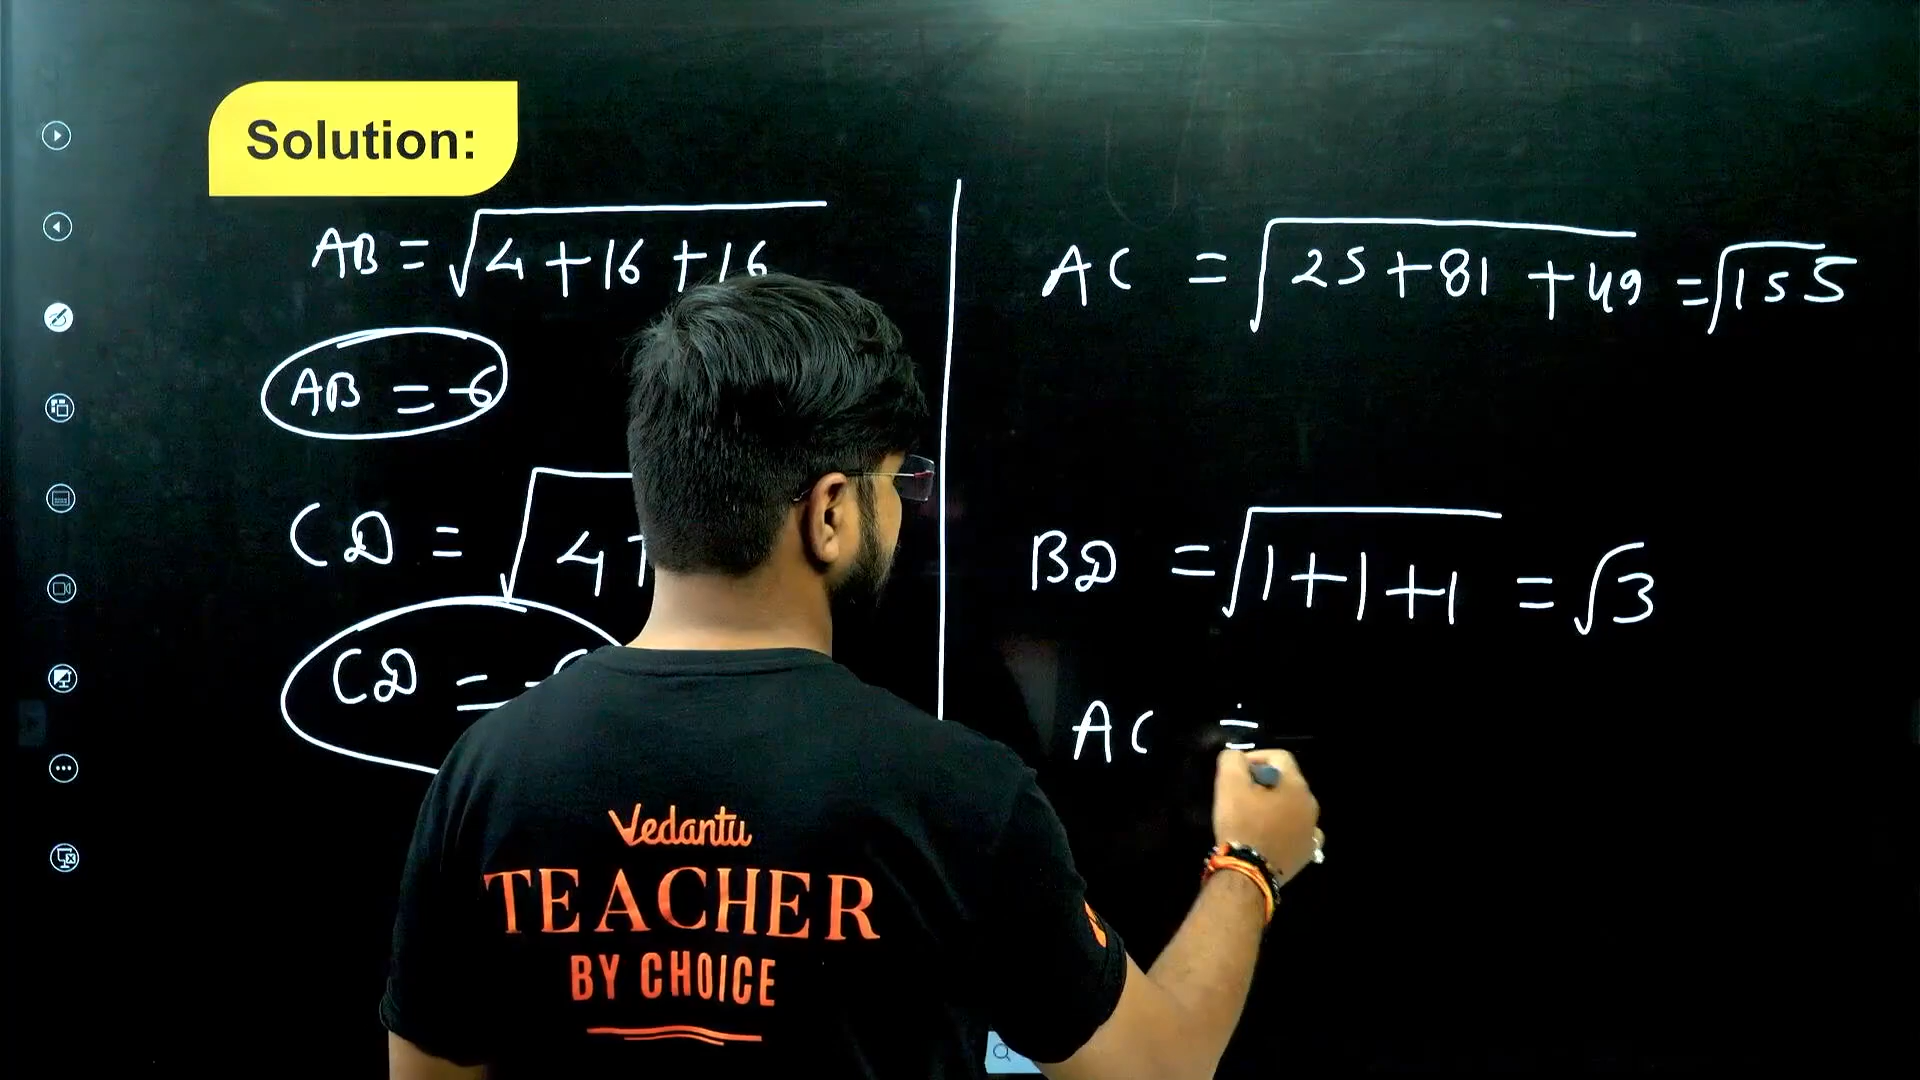 Solution:
AB = √4+16+16
AB = 6
CD = √4+
CD =
AC = √25+81+49 = √155
BD = √1+1+1 = √3
AC =
Vedantu
TEACHER
BY CHOICE